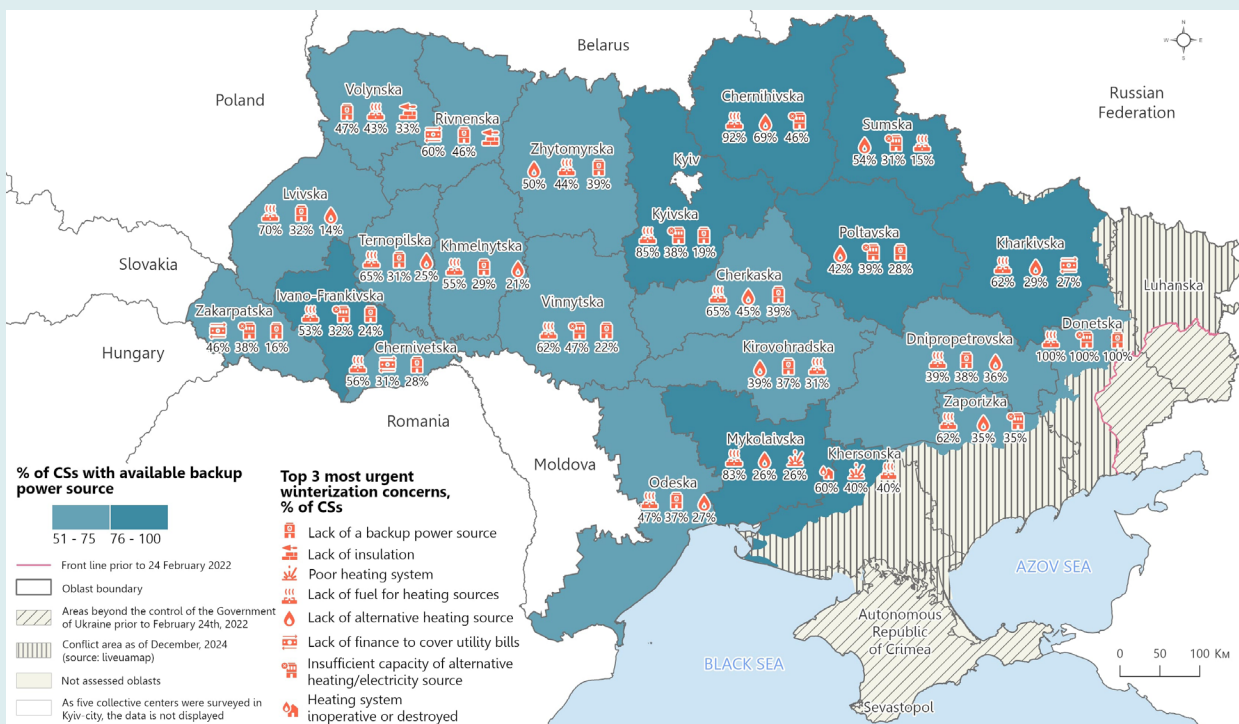 Belarus
Poland
Russian
Federation
N
W
E
S
Volynska
47% 43% 33%
Rivnenska
60% 46%
Zhytomyrska
50% 44% 39%
Kyiv
Kyivska
85% 38% 19%
Chernihivska
92% 69% 46%
Sumska
54% 31% 15%
Lvivska
70% 32% 14%
Ternopilska
65% 31% 25%
Khmelnytska
55% 29% 21%
Poltavska
42% 39% 28%
Kharkivska
62% 29% 27%
Luhanska
Slovakia
Zakarpatska
46% 38% 16%
Ivano-Frankivska
53% 32% 24%
Vinnytska
62% 47% 22%
Cherkaska
65% 45% 39%
Donetska
100% 100% 100%
Hungary
Chernivetska
56% 31% 28%
Kirovohradska
39% 37% 31%
Dnipropetrovska
39% 38% 36%
Zaporizka
62% 35% 35%
Romania
Moldova
Odeska
47% 37% 27%
Mykolaivska
83% 26% 26%
Khersonska
60% 40% 40%
AZOV SEA
BLACK SEA
Autonomous
Republic
of Crimea
Sevastopol
0 50 100 Км
% of CSs with available backup
power source
51 - 75 76 - 100
Front line prior to 24 February 2022
Oblast boundary
Areas beyond the control of the Government
of Ukraine prior to February 24th, 2022
Conflict area as of December, 2024
(source: liveuamap)
Not assessed oblasts
As five collective centers were surveyed in
Kyiv-city, the data is not displayed
Top 3 most urgent
winterization concerns,
% of CSs
Lack of a backup power source
Lack of insulation
Poor heating system
Lack of fuel for heating sources
Lack of alternative heating source
Lack of finance to cover utility bills
Insufficient capacity of alternative
heating/electricity source
Heating system
inoperative or destroyed